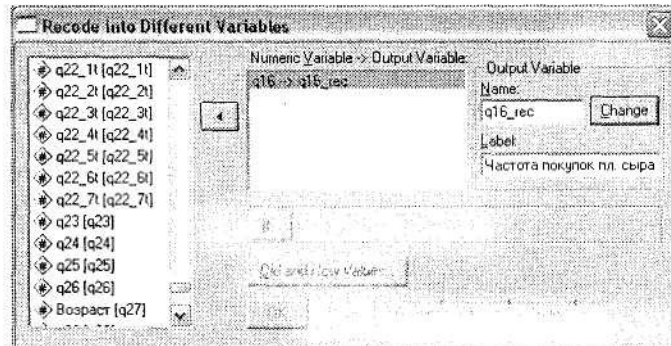 Recode into Different Variables
q22_1t [q22_1t]
q22_2t [q22_2t]
q22_3t [q22_3t]
q22_4t [q22_4t]
q22_5t [q22_5t]
q22_6t [q22_6t]
q22_7t [q22_7t]
q23 [q23]
q24 [q24]
q25 [q25]
q26 [q26]
Возраст [q27]
Numeric Variable -> Output Variable:
q16 -> q16_rec
Output Variable
Name:
q16_rec
Change
Label:
Частота покупок пл. сыра
Old and New Values...
OK